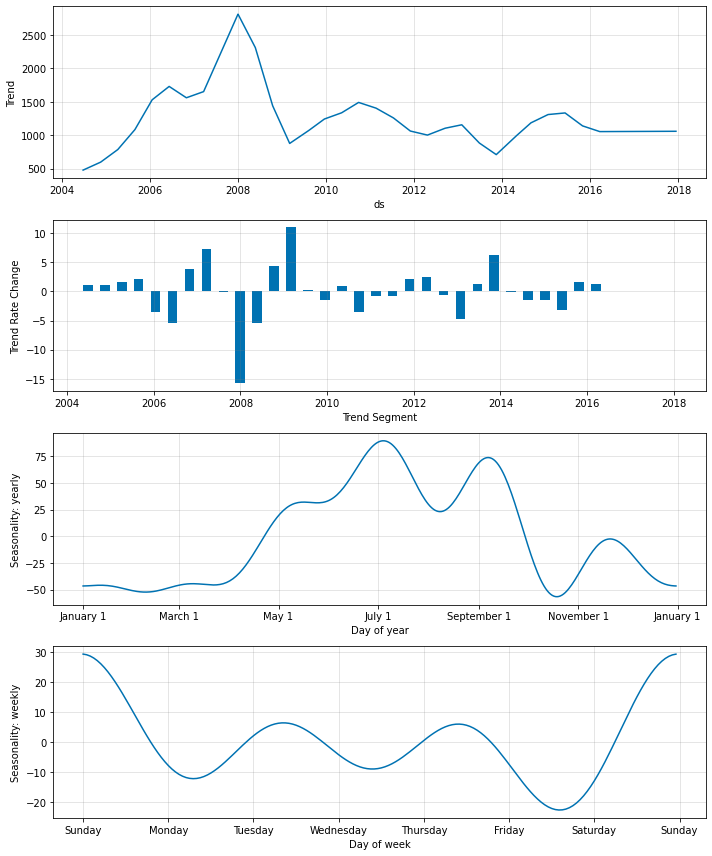 Trend
2500
2000
1500
1000
500
2004 2006 2008 2010 2012 2014 2016 2018
ds
Trend Rate Change
10
5
0
−5
−10
−15
2004 2006 2008 2010 2012 2014 2016 2018
Trend Segment
Seasonality: yearly
75
50
25
0
−25
−50
January 1 March 1 May 1 July 1 September 1 November 1 January 1
Day of year
Seasonality: weekly
30
20
10
0
−10
−20
Sunday Monday Tuesday Wednesday Thursday Friday Saturday Sunday
Day of week